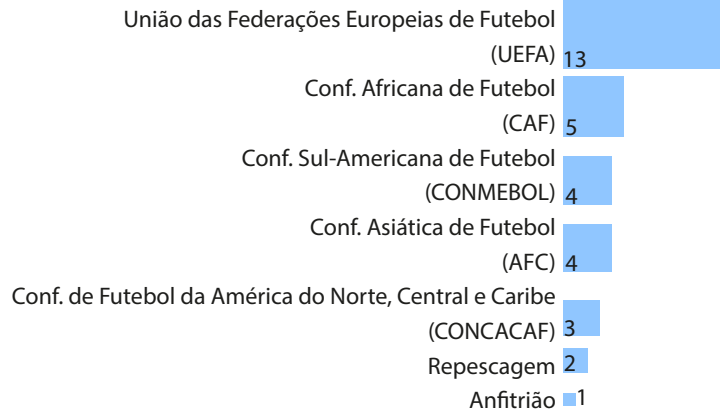 União das Federações Europeias de Futebol
(UEFA) 13
Conf. Africana de Futebol
(CAF) 5
Conf. Sul-Americana de Futebol
(CONMEBOL) 4
Conf. Asiática de Futebol
(AFC) 4
Conf. de Futebol da América do Norte, Central e Caribe
(CONCACAF) 3
Repescagem 2
Anfitrião 1